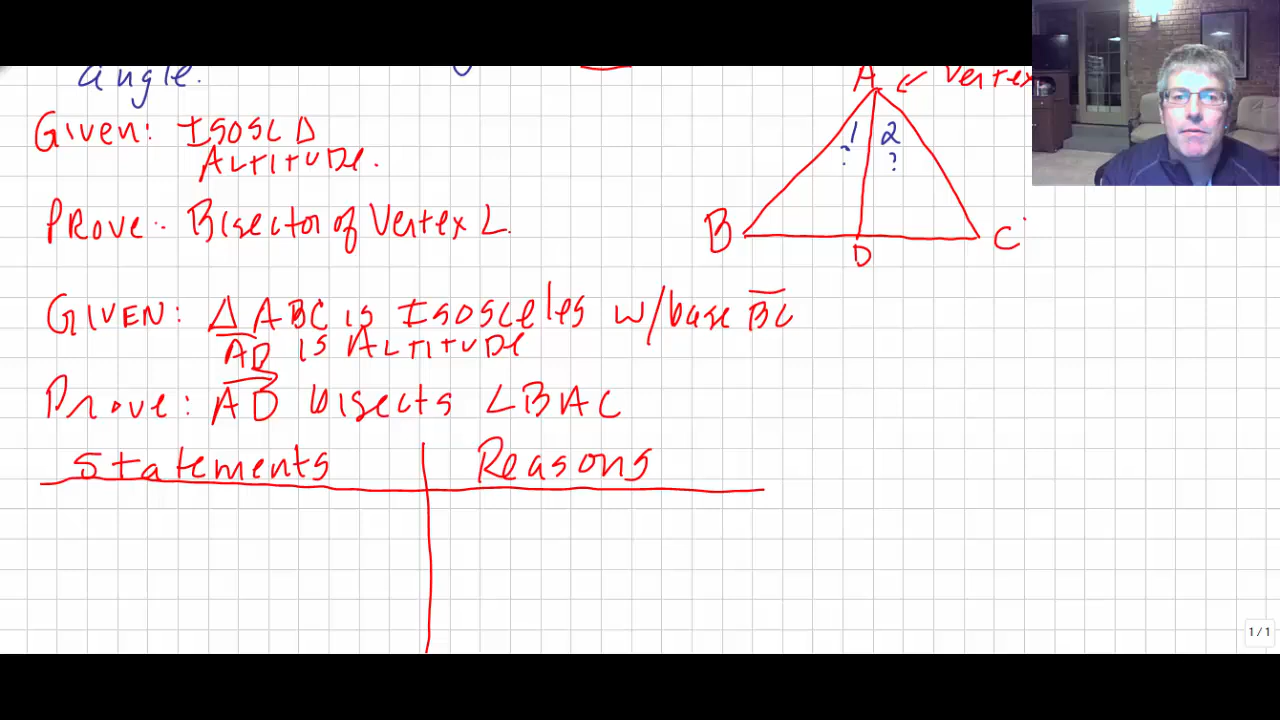 angle.
A ← Vertex
Given: Isosc Δ
Altitude.
1 2
? ?
Prove: Bisector of Vertex ∠.
B D C
GIVEN: Δ ABC is Isosceles w/base BC
AD is Altitude
Prove: AD bisects ∠BAC
Statements Reasons
1/1